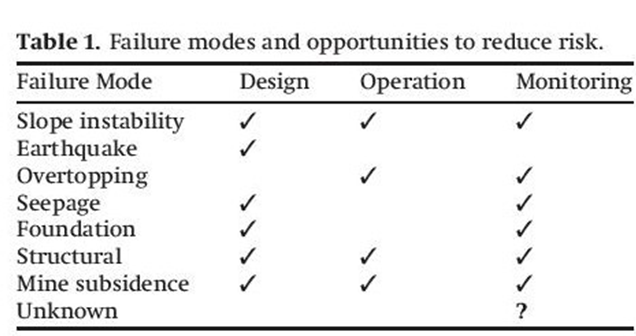 Table 1. Failure modes and opportunities to reduce risk.
Failure Mode Design Operation Monitoring
Slope instability ✓ ✓ ✓
Earthquake ✓
Overtopping ✓ ✓
Seepage ✓ ✓
Foundation ✓ ✓
Structural ✓ ✓ ✓
Mine subsidence ✓ ✓ ✓
Unknown ?